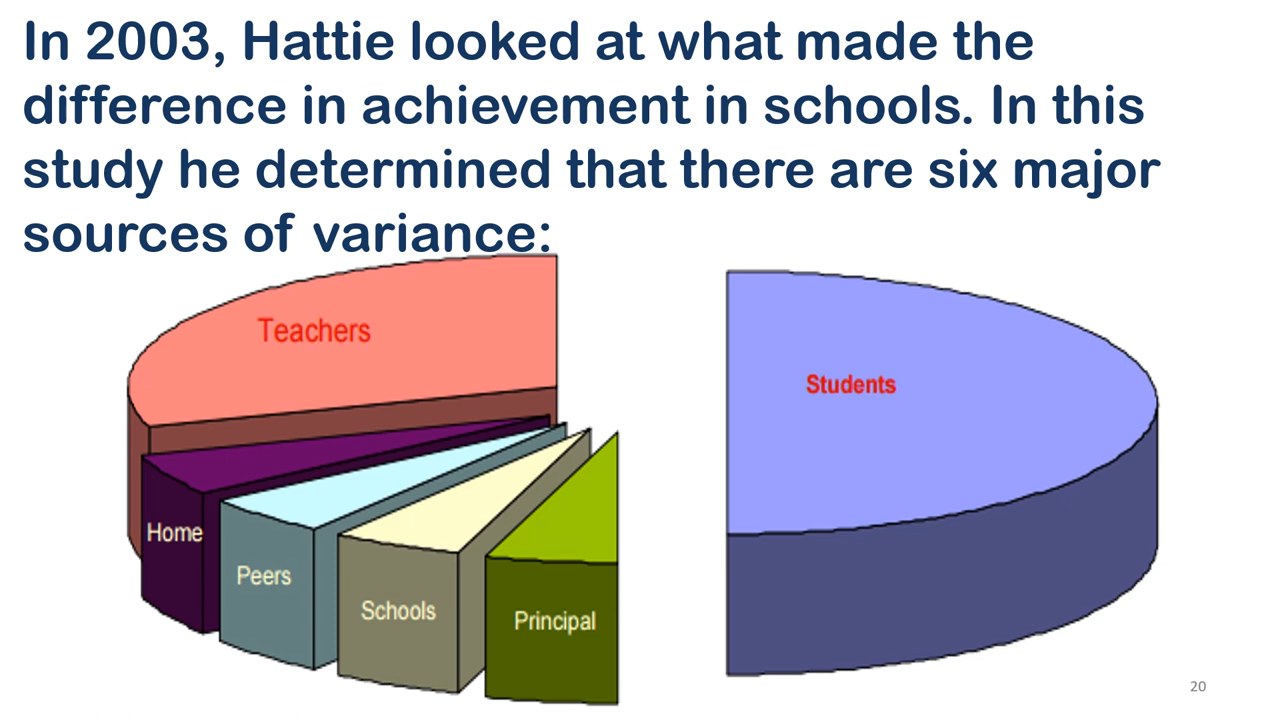 In 2003, Hattie looked at what made the
difference in achievement in schools. In this
study he determined that there are six major
sources of variance:
Teachers
Students
Home
Peers
Schools
Principal
20